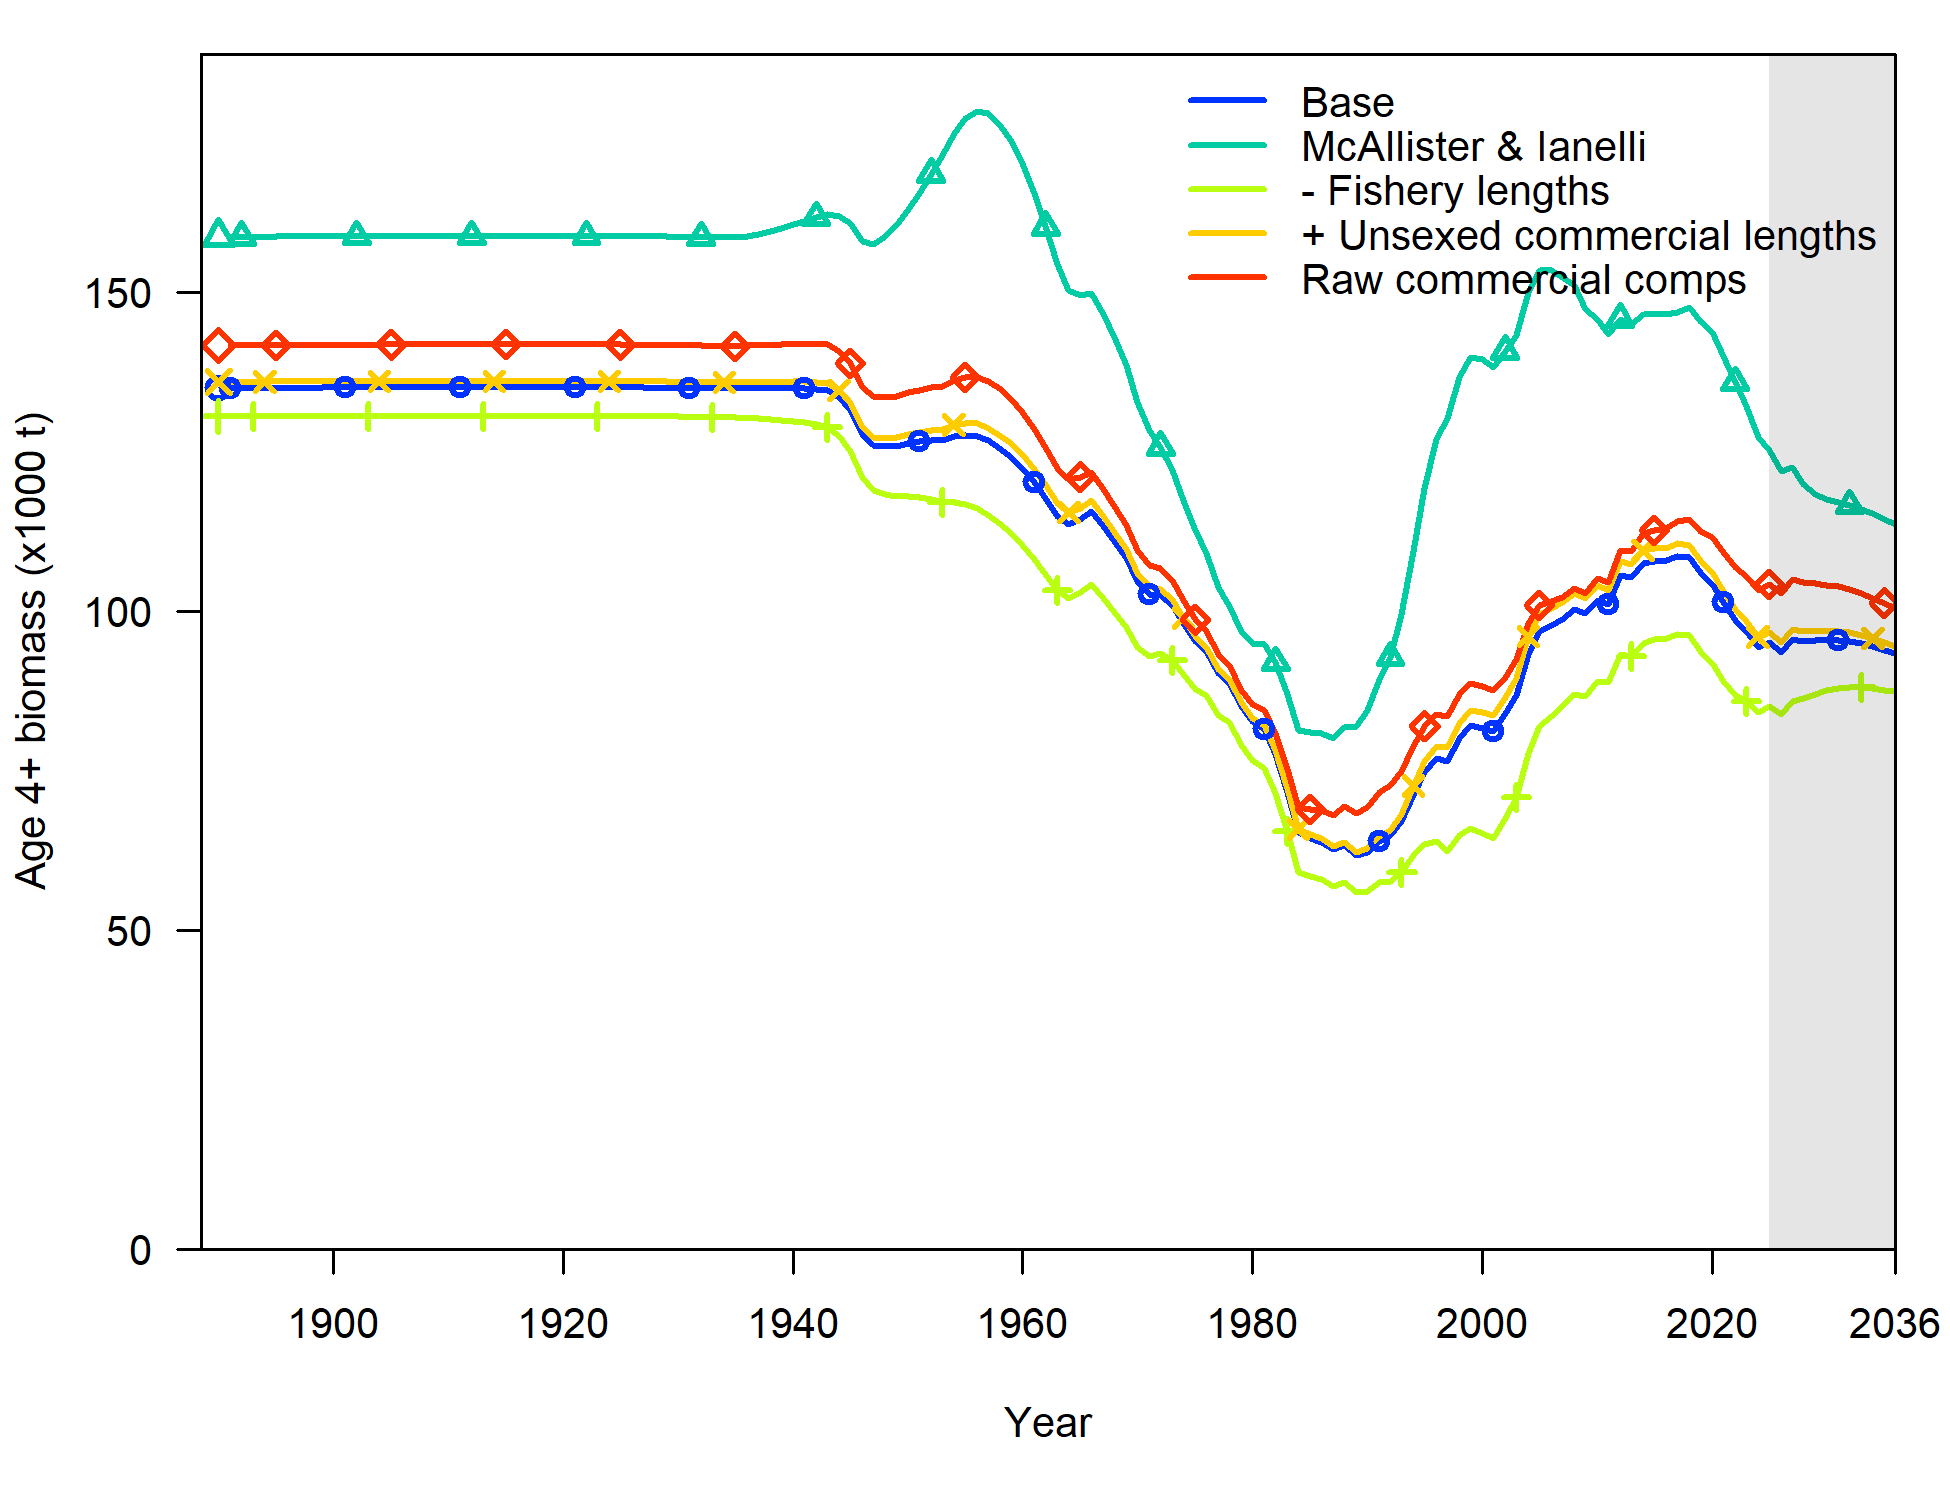 Base
McAllister & Ianelli
- Fishery lengths
+ Unsexed commercial lengths
Raw commercial comps
Age 4+ biomass (x1000 t)
150
100
50
0
1900 1920 1940 1960 1980 2000 2020 2036
Year